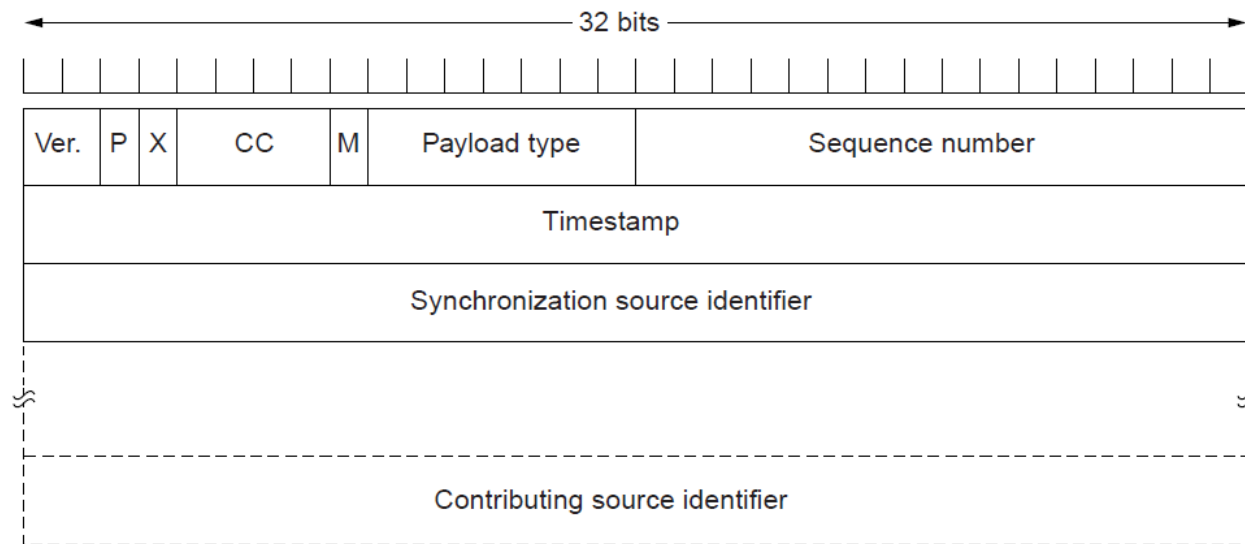 32 bits
Ver. P X CC M Payload type Sequence number
Timestamp
Synchronization source identifier
Contributing source identifier